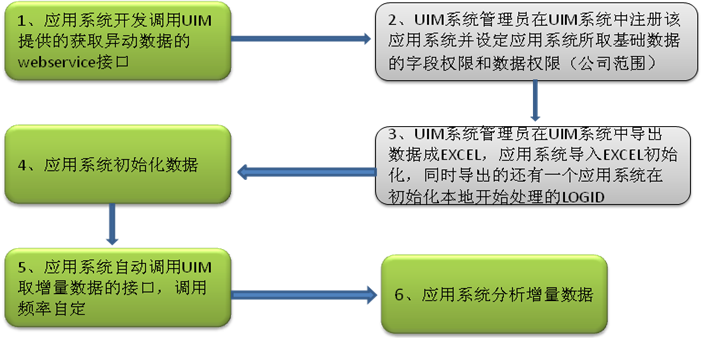 1、应用系统开发调用UIM
提供的获取异动数据的
webservice接口
2、UIM系统管理员在UIM系统中注册该
应用系统并设定应用系统所取基础数据
的字段权限和数据权限（公司范围）
3、UIM系统管理员在UIM系统中导出
数据成EXCEL，应用系统导入EXCEL初始
化，同时导出的还有一个应用系统在
初始化本地开始处理的LOGID
4、应用系统初始化数据
5、应用系统自动调用UIM
取增量数据的接口，调用
频率自定
6、应用系统分析增量数据